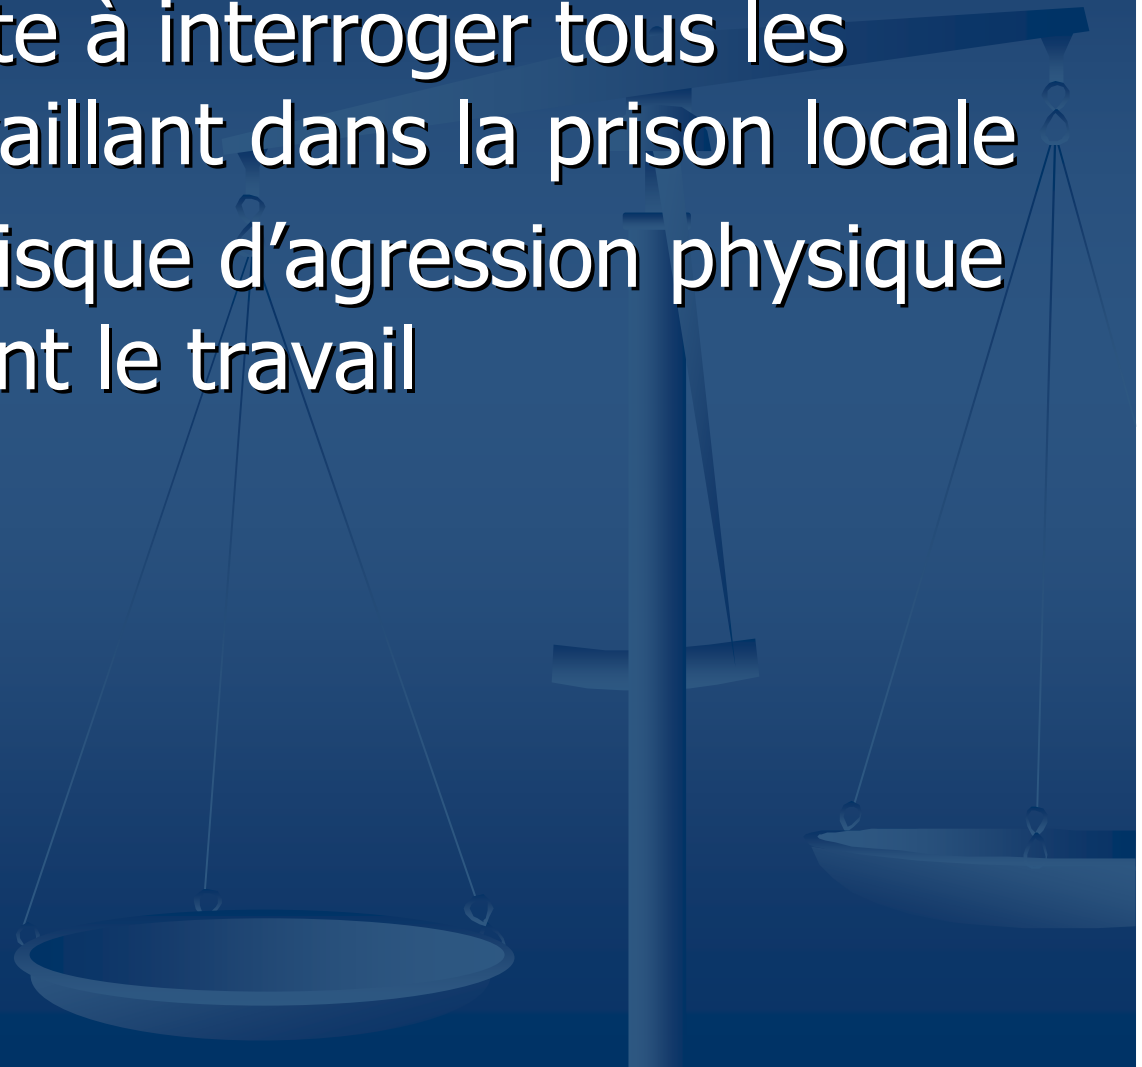 te à interroger tous les
aillant dans la prison locale
isque d’agression physique
nt le travail